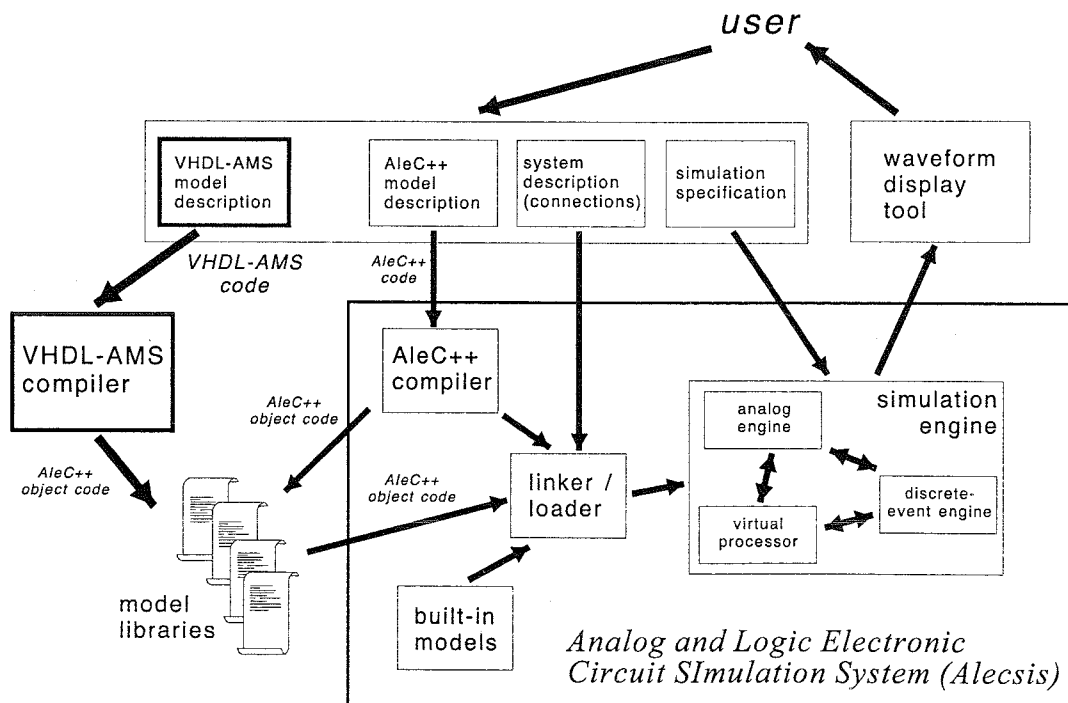 user
VHDL-AMS
model
description
AleC++
model
description
system
description
(connections)
simulation
specification
waveform
display
tool
VHDL-AMS
code
AleC++
code
VHDL-AMS
compiler
AleC++
compiler
AleC++
object code
AleC++
object code
AleC++
object code
linker /
loader
simulation
engine
analog
engine
discrete-
event engine
virtual
processor
model
libraries
built-in
models
Analog and Logic Electronic
Circuit SImulation System (Alecsis)